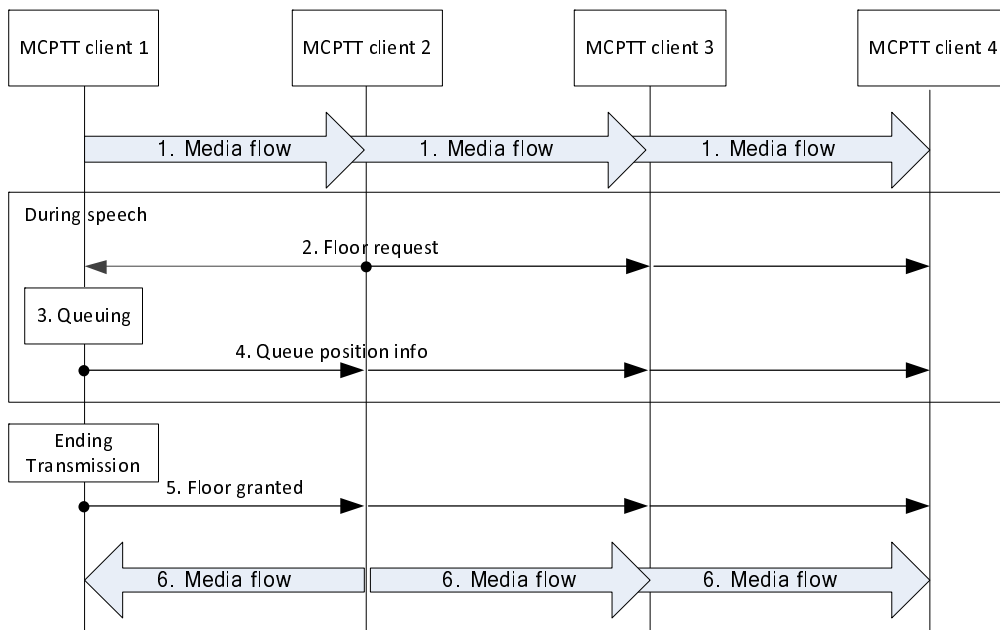 MCPTT client 1
MCPTT client 2
MCPTT client 3
MCPTT client 4
1. Media flow
1. Media flow
1. Media flow
During speech
2. Floor request
3. Queuing
4. Queue position info
Ending
Transmission
5. Floor granted
6. Media flow
6. Media flow
6. Media flow